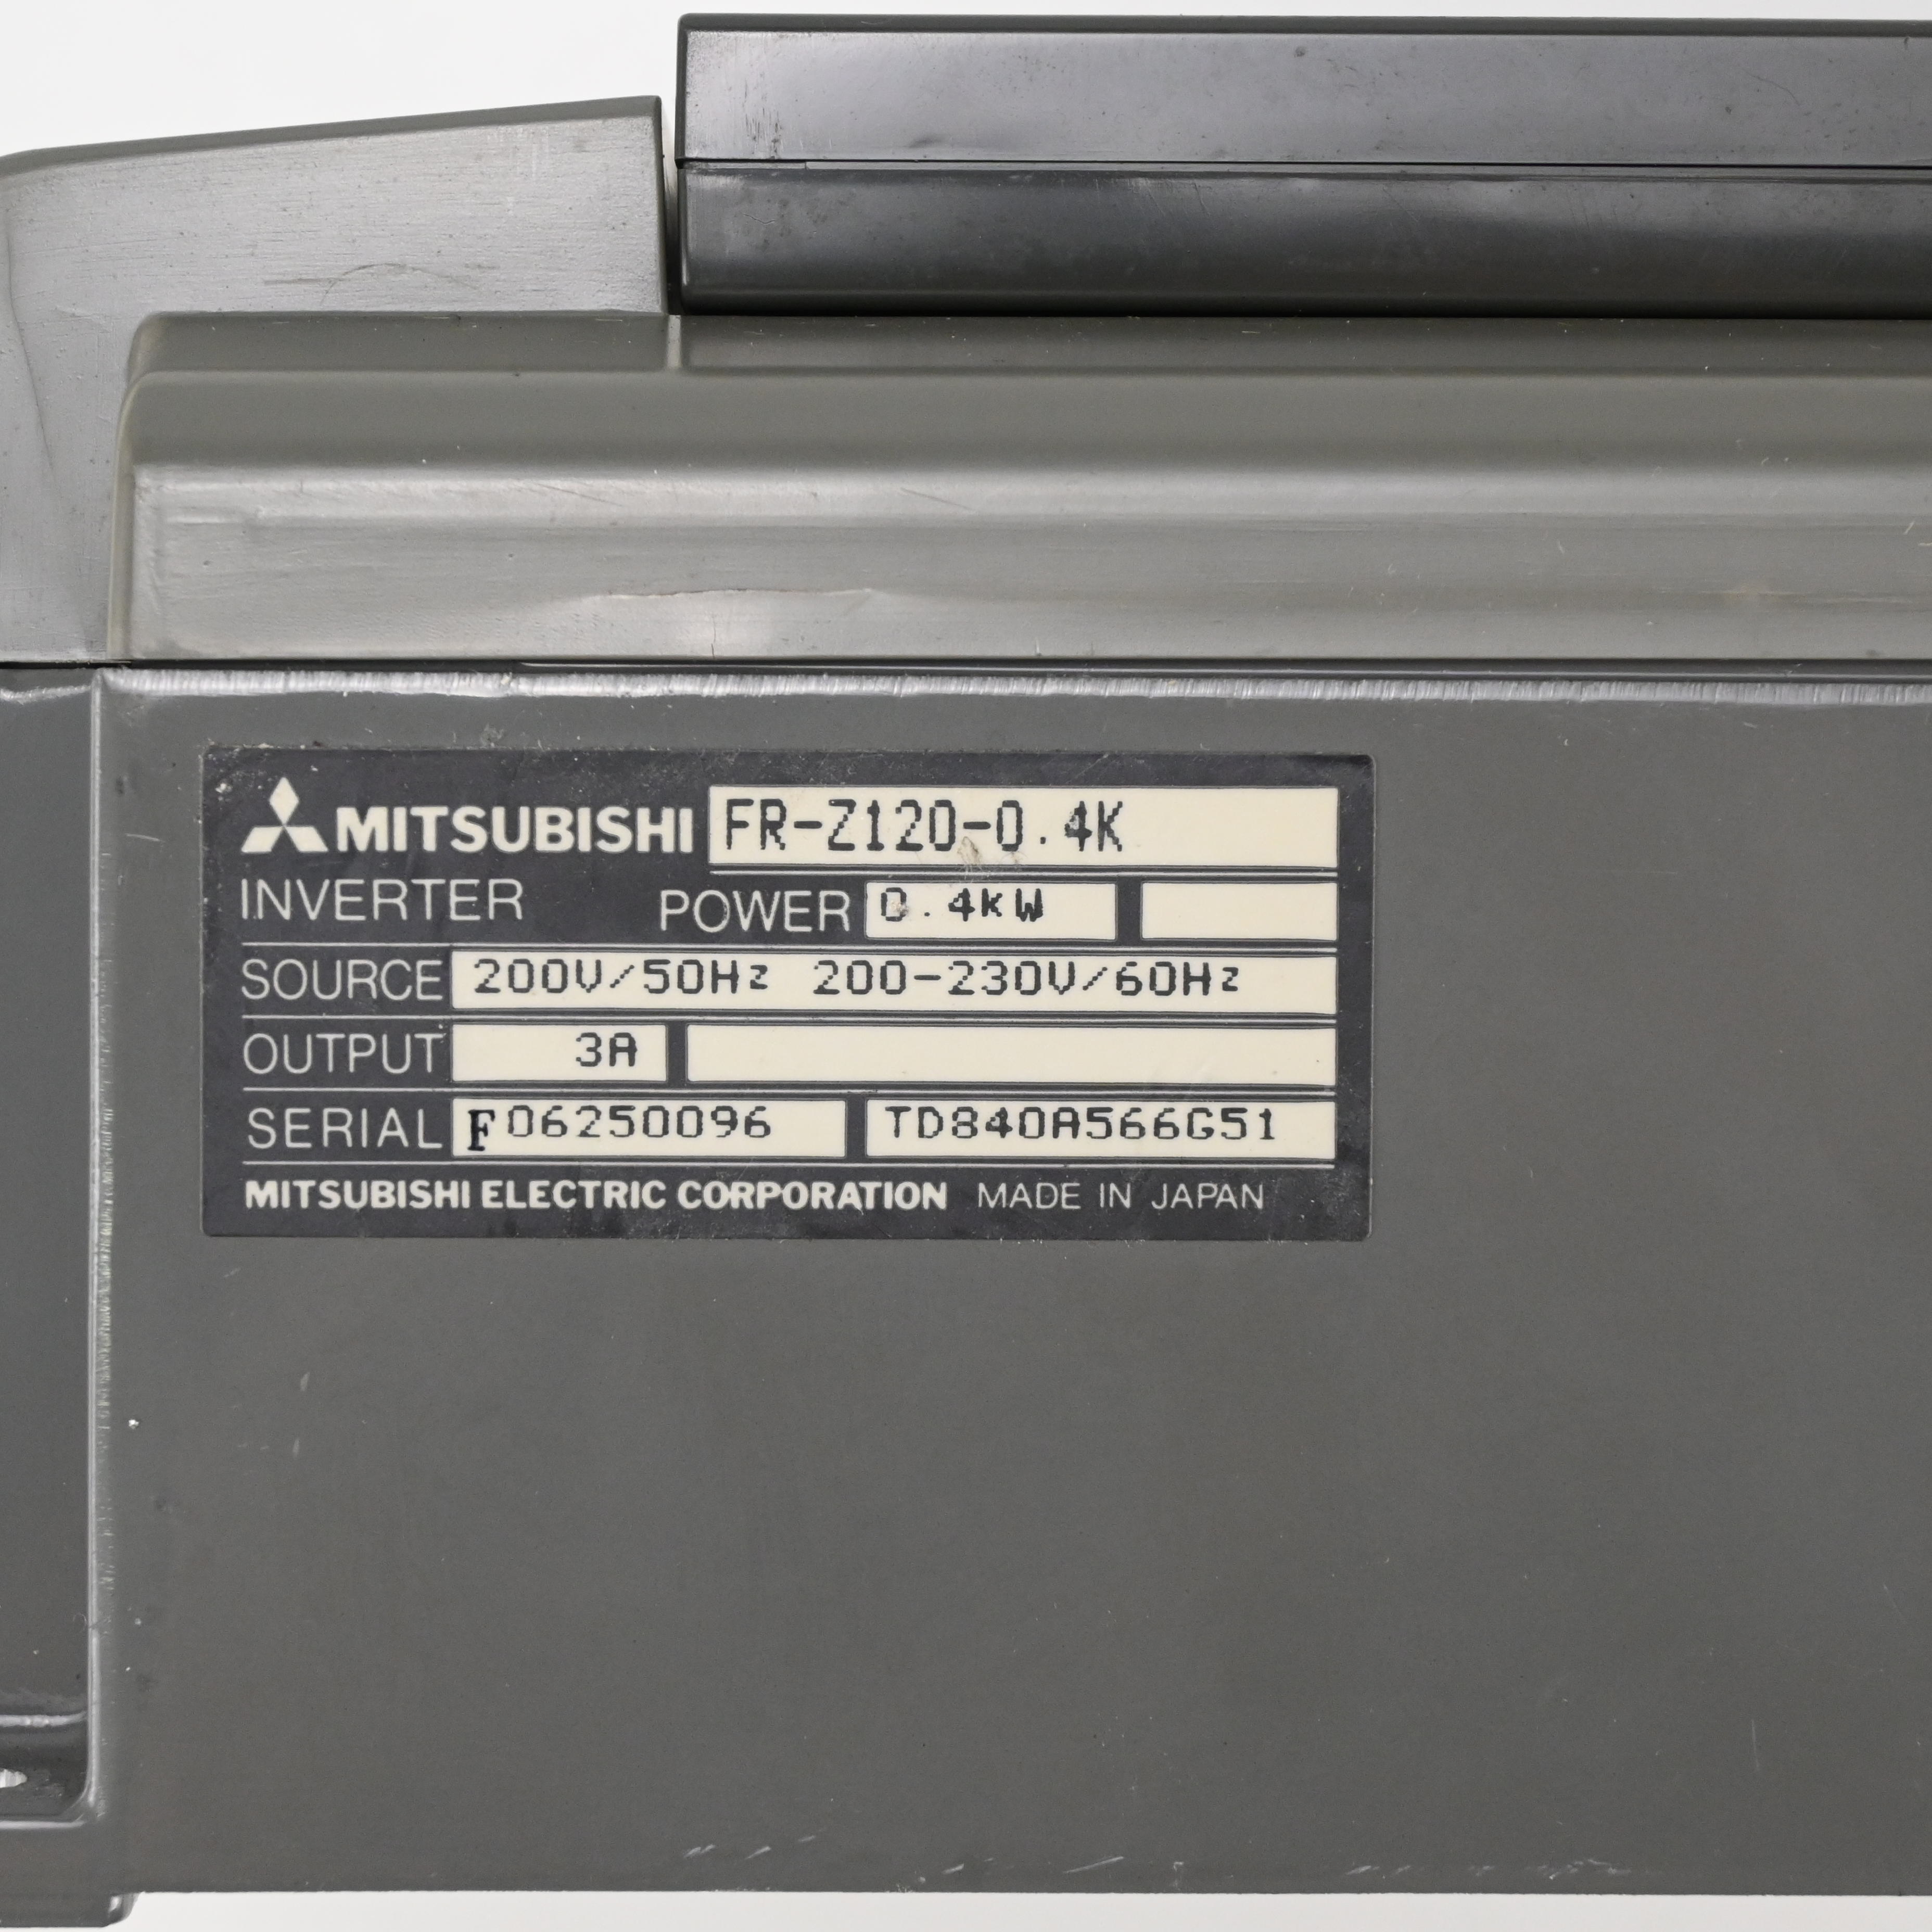 MITSUBISHI FR-Z120-0.4K
INVERTER POWER 0.4kW
SOURCE 200V/50Hz 200-230V/60Hz
OUTPUT 3A
SERIAL F06250096 TD840A566G51
MITSUBISHI ELECTRIC CORPORATION MADE IN JAPAN